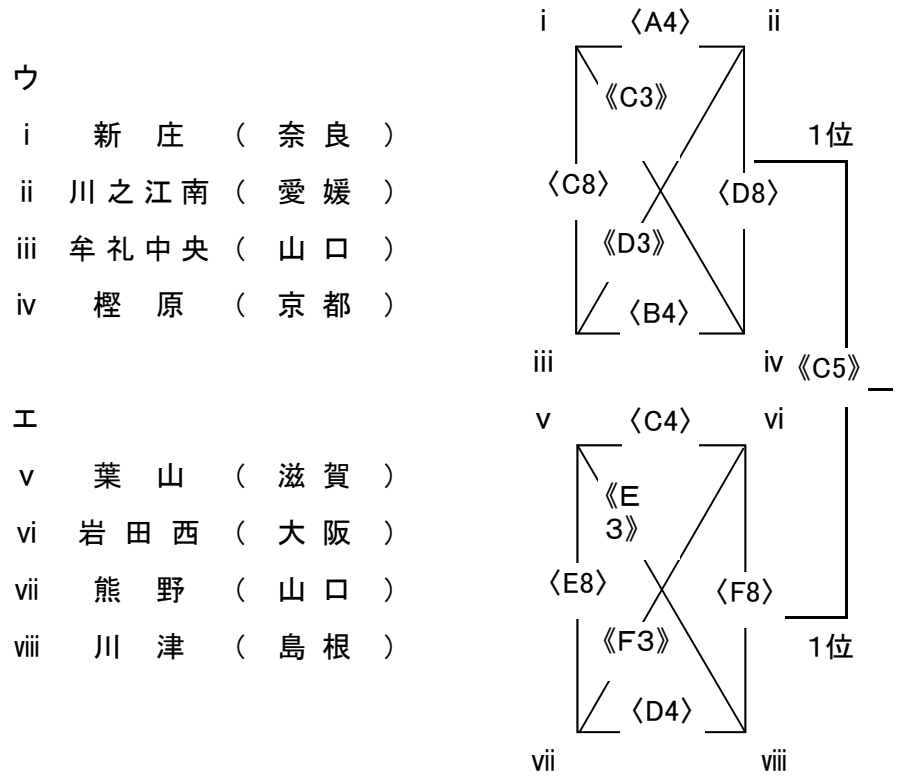 ウ
ⅰ 新 庄 ( 奈 良 )
ⅱ 川 之 江 南 ( 愛 媛 )
ⅲ 牟 礼 中 央 ( 山 口 )
ⅳ 樫 原 ( 京 都 )
エ
ⅴ 葉 山 ( 滋 賀 )
ⅵ 岩 田 西 ( 大 阪 )
ⅶ 熊 野 ( 山 口 )
ⅷ 川 津 ( 島 根 )
ⅰ 〈A4〉 ⅱ
《C3》
1位
〈C8〉 〈D8〉
《D3》
〈B4〉
ⅲ ⅳ 《C5》
ⅴ 〈C4〉 ⅵ
《E
3》
〈E8〉 〈F8〉
《F3》 1位
〈D4〉
ⅶ ⅷ